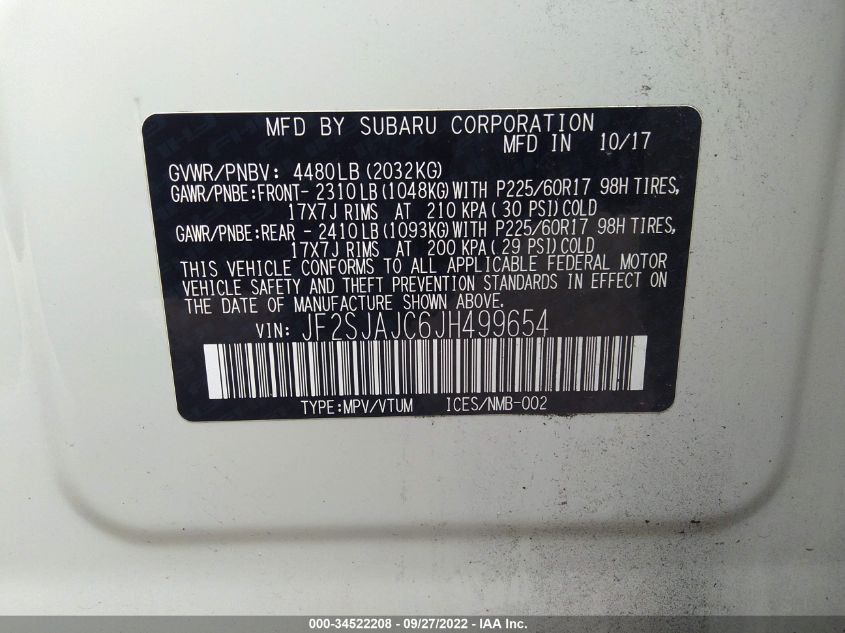 MFD BY SUBARU CORPORATION
MFD IN 10/17
GVWR/PNBV: 4480LB (2032KG)
GAWR/PNBE:FRONT- 2310 LB (1048KG) WITH P225/60R17 98H TIRES,
17X7J RIMS AT 210 KPA ( 30 PSI) COLD
GAWR/PNBE:REAR - 2410 LB (1093KG) WITH P225/60R17 98H TIRES,
17X7J RIMS AT 200 KPA ( 29 PSI) COLD
THIS VEHICLE CONFORMS TO ALL APPLICABLE FEDERAL MOTOR
VEHICLE SAFETY AND THEFT PREVENTION STANDARDS IN EFFECT ON
THE DATE OF MANUFACTURE SHOWN ABOVE.
VIN: JF2SJAJC6JH499654
TYPE:MPV/VTUM ICES/NMB-002
000-34522208 - 09/27/2022 - IAA Inc.